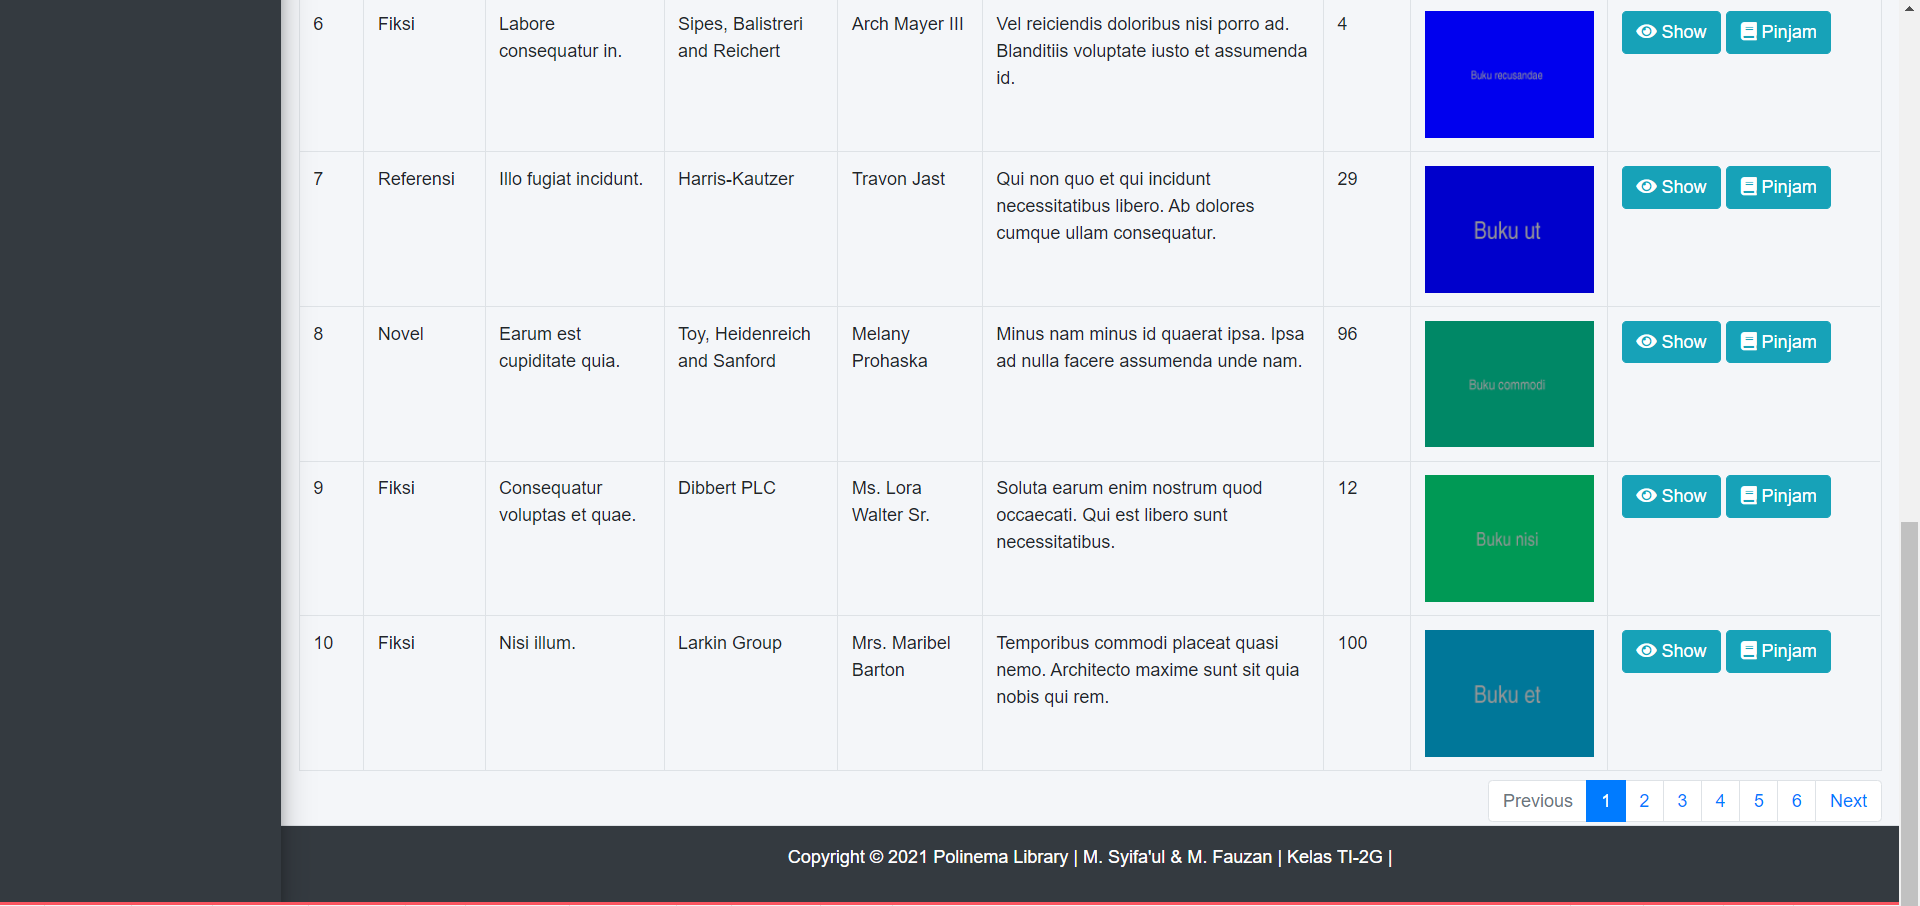 6
Fiksi
Labore
consequatur in.
Sipes, Balistreri
and Reichert
Arch Mayer III
Vel reiciendis doloribus nisi porro ad.
Blanditiis voluptate iusto et assumenda
id.
4
Buku recusandae
Show
Pinjam
7
Referensi
Illo fugiat incidunt.
Harris-Kautzer
Travon Jast
Qui non quo et qui incidunt
necessitatibus libero. Ab dolores
cumque ullam consequatur.
29
Buku ut
Show
Pinjam
8
Novel
Earum est
cupiditate quia.
Toy, Heidenreich
and Sanford
Melany
Prohaska
Minus nam minus id quaerat ipsa. Ipsa
ad nulla facere assumenda unde nam.
96
Buku commodi
Show
Pinjam
9
Fiksi
Consequatur
voluptas et quae.
Dibbert PLC
Ms. Lora
Walter Sr.
Soluta earum enim nostrum quod
occaecati. Qui est libero sunt
necessitatibus.
12
Buku nisi
Show
Pinjam
10
Fiksi
Nisi illum.
Larkin Group
Mrs. Maribel
Barton
Temporibus commodi placeat quasi
nemo. Architecto maxime sunt sit quia
nobis qui rem.
100
Buku et
Show
Pinjam
Previous 1 2 3 4 5 6 Next
Copyright © 2021 Polinema Library | M. Syifa'ul & M. Fauzan | Kelas TI-2G |